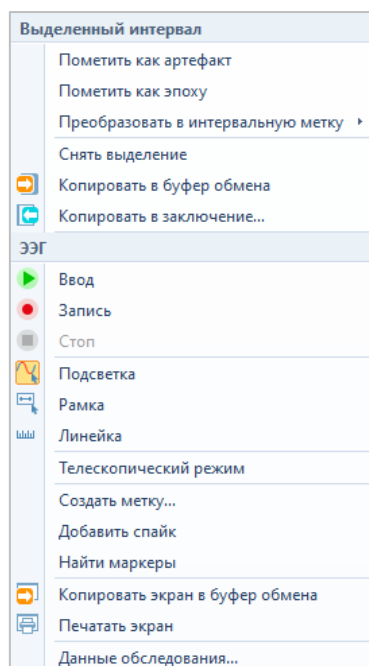 Выделенный интервал
Пометить как артефакт
Пометить как эпоху
Преобразовать в интервальную метку
Снять выделение
Копировать в буфер обмена
Копировать в заключение...
ЭЭГ
Ввод
Запись
Стоп
Подсветка
Рамка
Линейка
Телескопический режим
Создать метку...
Добавить спайк
Найти маркеры
Копировать экран в буфер обмена
Печатать экран
Данные обследования...